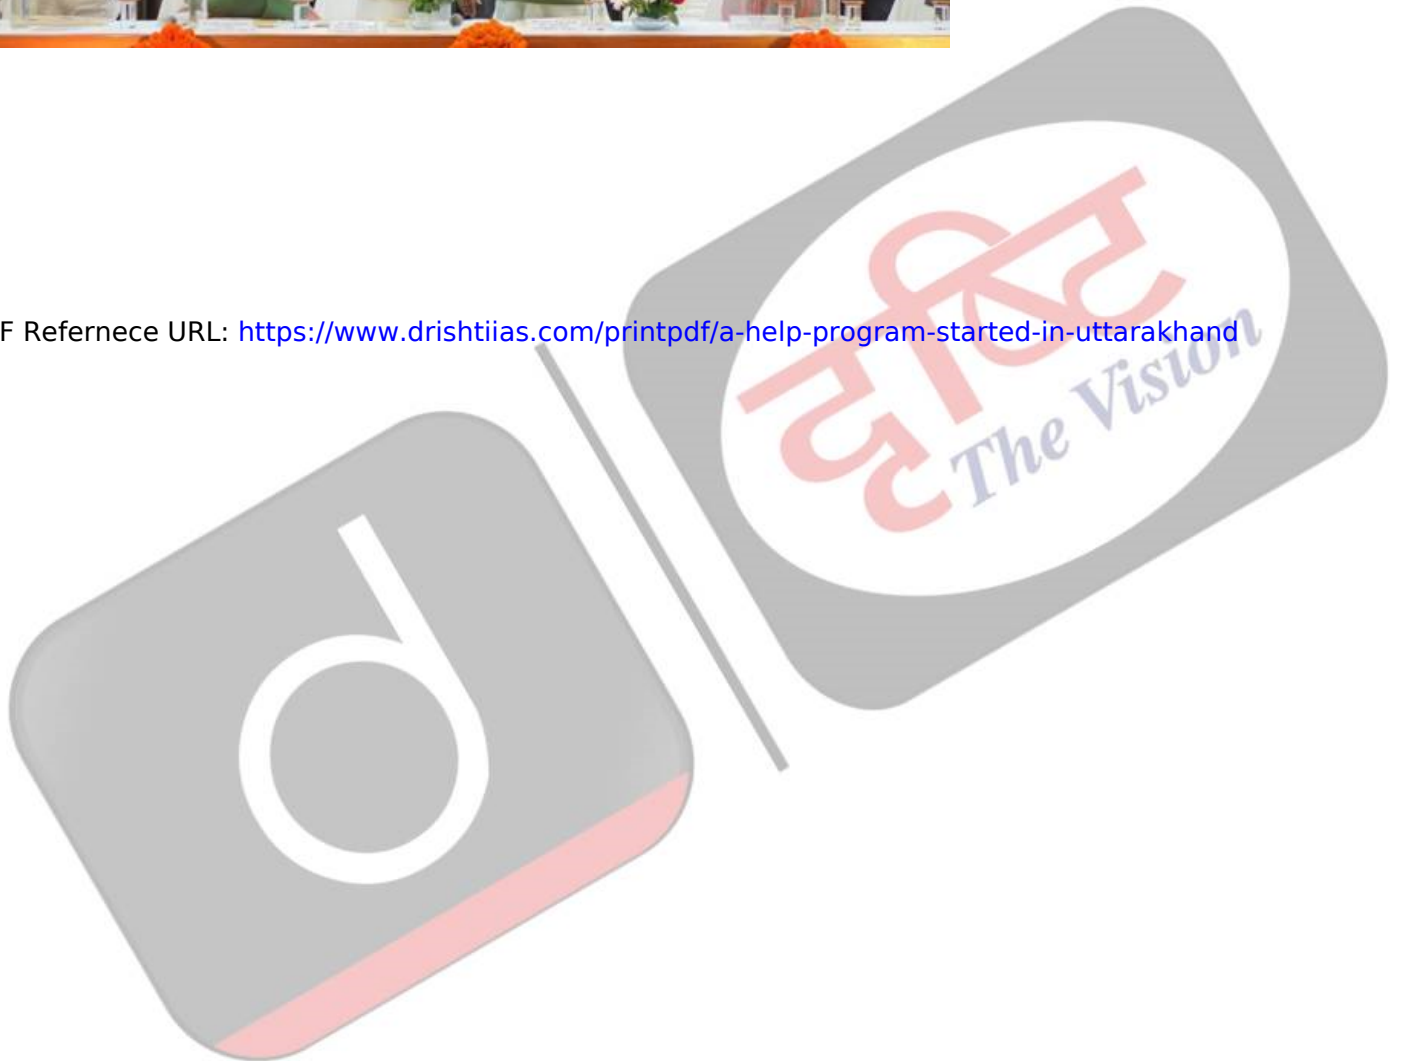 F Refernece URL: https://www.drishtiias.com/printpdf/a-help-program-started-in-uttarakhand
दृष्टि
The Vision